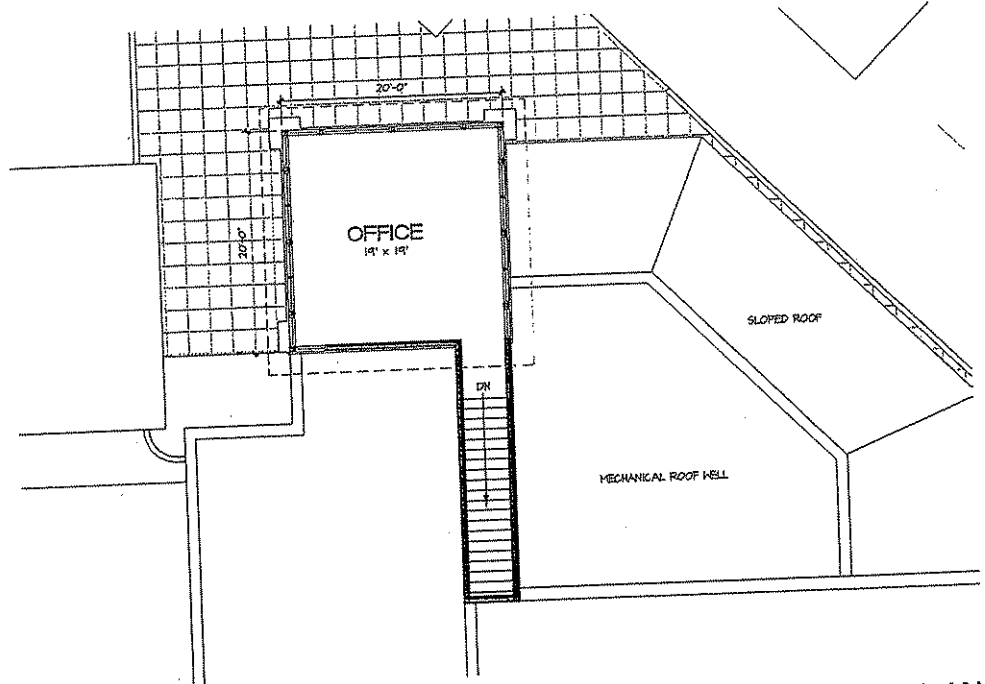 20'-0"
20'-0"
OFFICE
19' x 19'
SLOPED ROOF
DN
MECHANICAL ROOF WELL